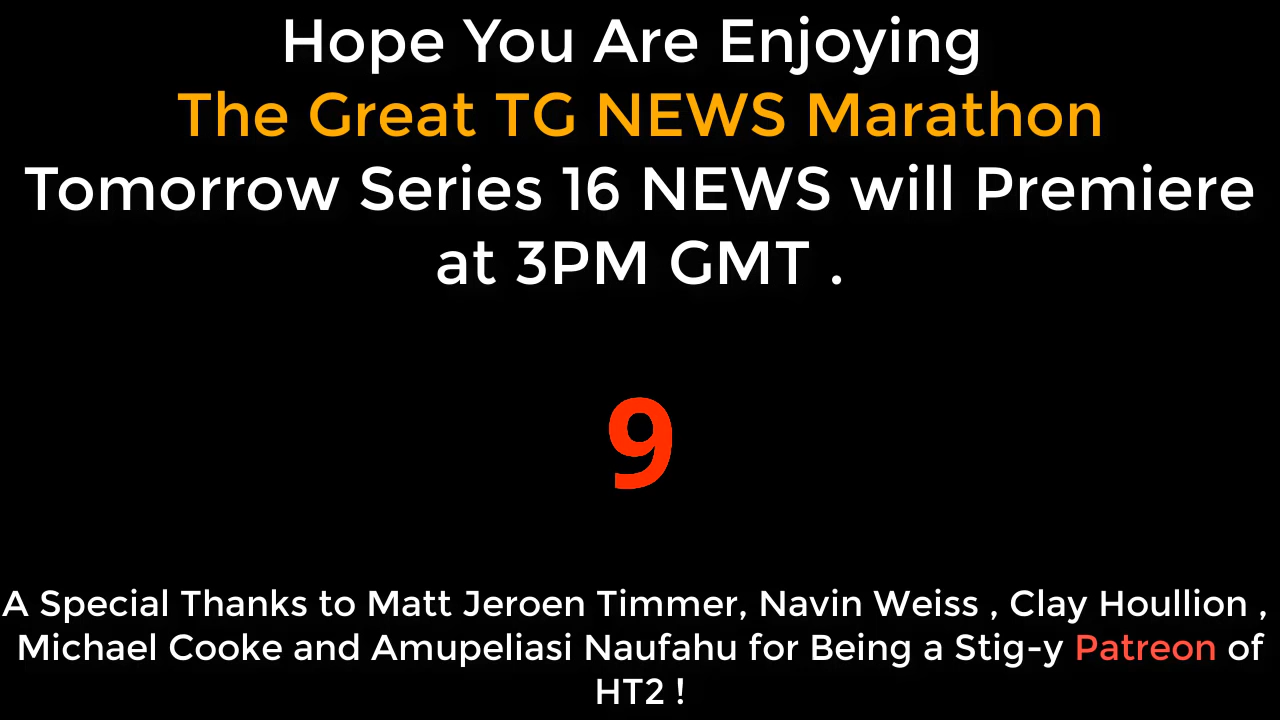 Hope You Are Enjoying
The Great TG NEWS Marathon
Tomorrow Series 16 NEWS will Premiere
at 3PM GMT .
9
A Special Thanks to Matt Jeroen Timmer, Navin Weiss , Clay Houllion ,
Michael Cooke and Amupeliasi Naufahu for Being a Stig-y Patreon of
HT2 !